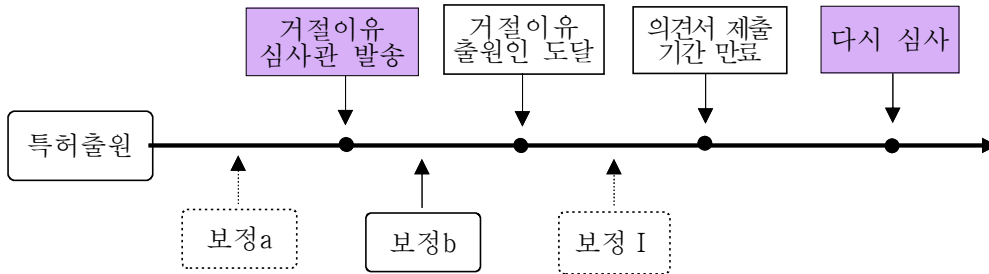 거절이유
심사관 발송
거절이유
출원인 도달
의견서 제출
기간 만료
다시 심사
특허출원
보정a
보정b
보정Ⅰ